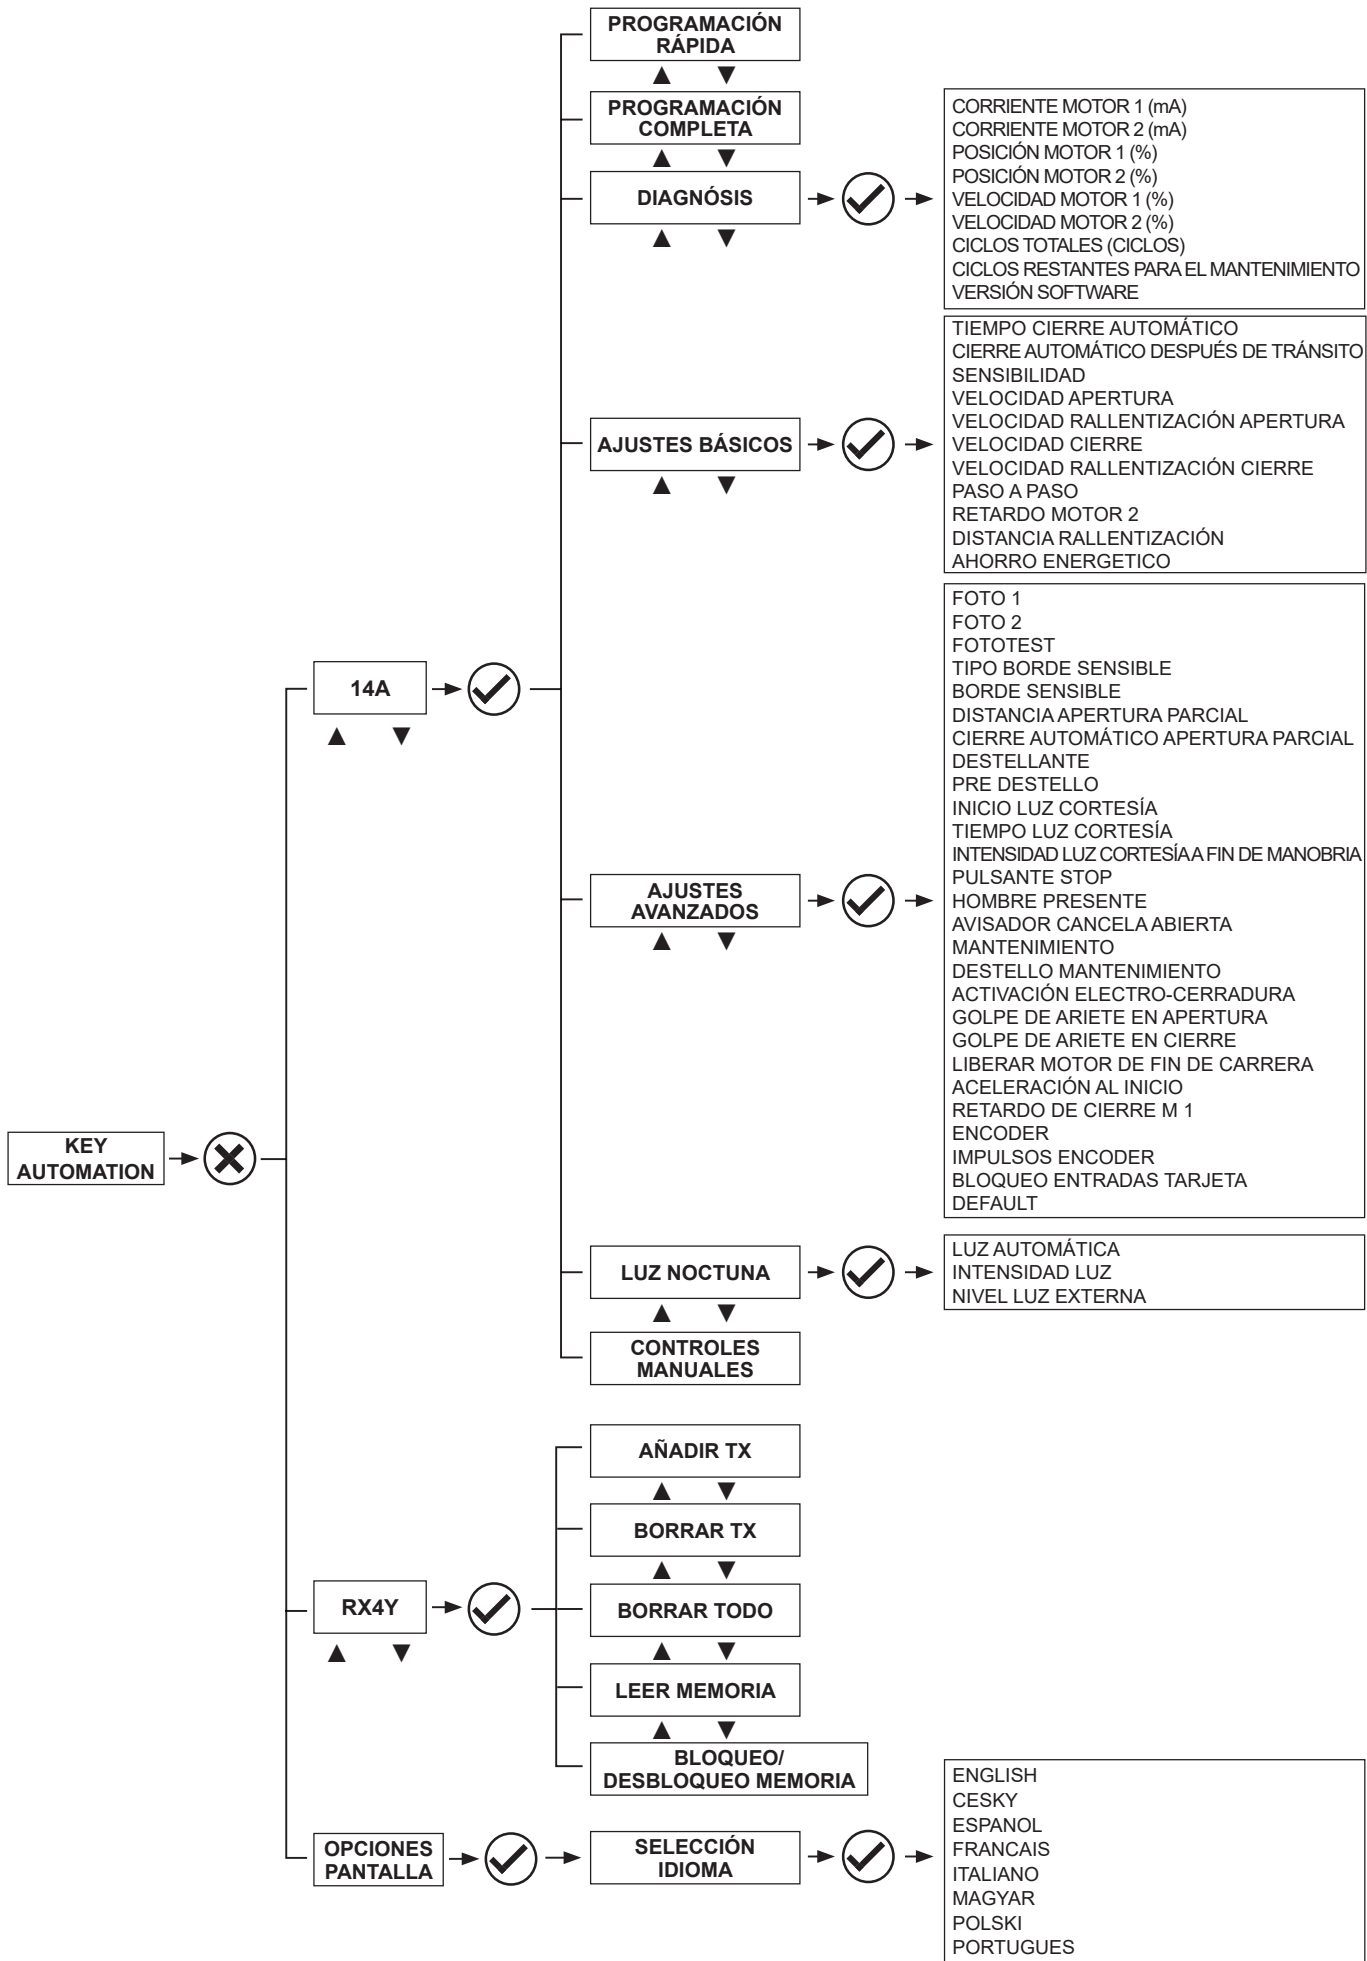 PROGRAMACIÓN
RÁPIDA
▲ ▼
PROGRAMACIÓN
COMPLETA
▲ ▼
DIAGNÓSIS
▲ ▼
CORRIENTE MOTOR 1 (mA)
CORRIENTE MOTOR 2 (mA)
POSICIÓN MOTOR 1 (%)
POSICIÓN MOTOR 2 (%)
VELOCIDAD MOTOR 1 (%)
VELOCIDAD MOTOR 2 (%)
CICLOS TOTALES (CICLOS)
CICLOS RESTANTES PARA EL MANTENIMIENTO
VERSIÓN SOFTWARE
AJUSTES BÁSICOS
▲ ▼
TIEMPO CIERRE AUTOMÁTICO
CIERRE AUTOMÁTICO DESPUÉS DE TRÁNSITO
SENSIBILIDAD
VELOCIDAD APERTURA
VELOCIDAD RALLENTIZACIÓN APERTURA
VELOCIDAD CIERRE
VELOCIDAD RALLENTIZACIÓN CIERRE
PASO A PASO
RETARDO MOTOR 2
DISTANCIA RALLENTIZACIÓN
AHORRO ENERGETICO
14A
▲ ▼
AJUSTES
AVANZADOS
▲ ▼
FOTO 1
FOTO 2
FOTOTEST
TIPO BORDE SENSIBLE
BORDE SENSIBLE
DISTANCIA APERTURA PARCIAL
CIERRE AUTOMÁTICO APERTURA PARCIAL
DESTELLANTE
PRE DESTELLO
INICIO LUZ CORTESÍA
TIEMPO LUZ CORTESÍA
INTENSIDAD LUZ CORTESÍA A FIN DE MANOBRIA
PULSANTE STOP
HOMBRE PRESENTE
AVISADOR CANCELA ABIERTA
MANTENIMIENTO
DESTELLO MANTENIMIENTO
ACTIVACIÓN ELECTRO-CERRADURA
GOLPE DE ARIETE EN APERTURA
GOLPE DE ARIETE EN CIERRE
LIBERAR MOTOR DE FIN DE CARRERA
ACELERACIÓN AL INICIO
RETARDO DE CIERRE M 1
ENCODER
IMPULSOS ENCODER
BLOQUEO ENTRADAS TARJETA
DEFAULT
KEY
AUTOMATION
LUZ NOCTUNA
▲ ▼
LUZ AUTOMÁTICA
INTENSIDAD LUZ
NIVEL LUZ EXTERNA
CONTROLES
MANUALES
AÑADIR TX
▲ ▼
BORRAR TX
▲ ▼
RX4Y
▲ ▼
BORRAR TODO
▲ ▼
LEER MEMORIA
▲ ▼
BLOQUEO/
DESBLOQUEO MEMORIA
OPCIONES
PANTALLA
SELECCIÓN
IDIOMA
ENGLISH
CESKY
ESPANOL
FRANCAIS
ITALIANO
MAGYAR
POLSKI
PORTUGUES